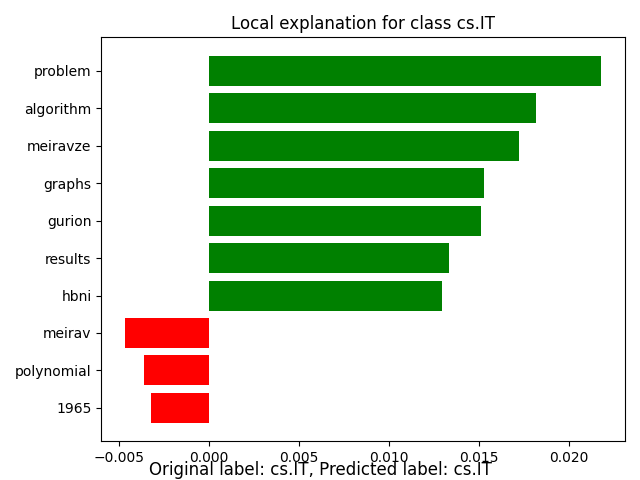 Local explanation for class cs.IT
problem
algorithm
meiravze
graphs
gurion
results
hbni
meirav
polynomial
1965
−0.005 0.000 0.005 0.010 0.015 0.020
Original label: cs.IT, Predicted label: cs.IT